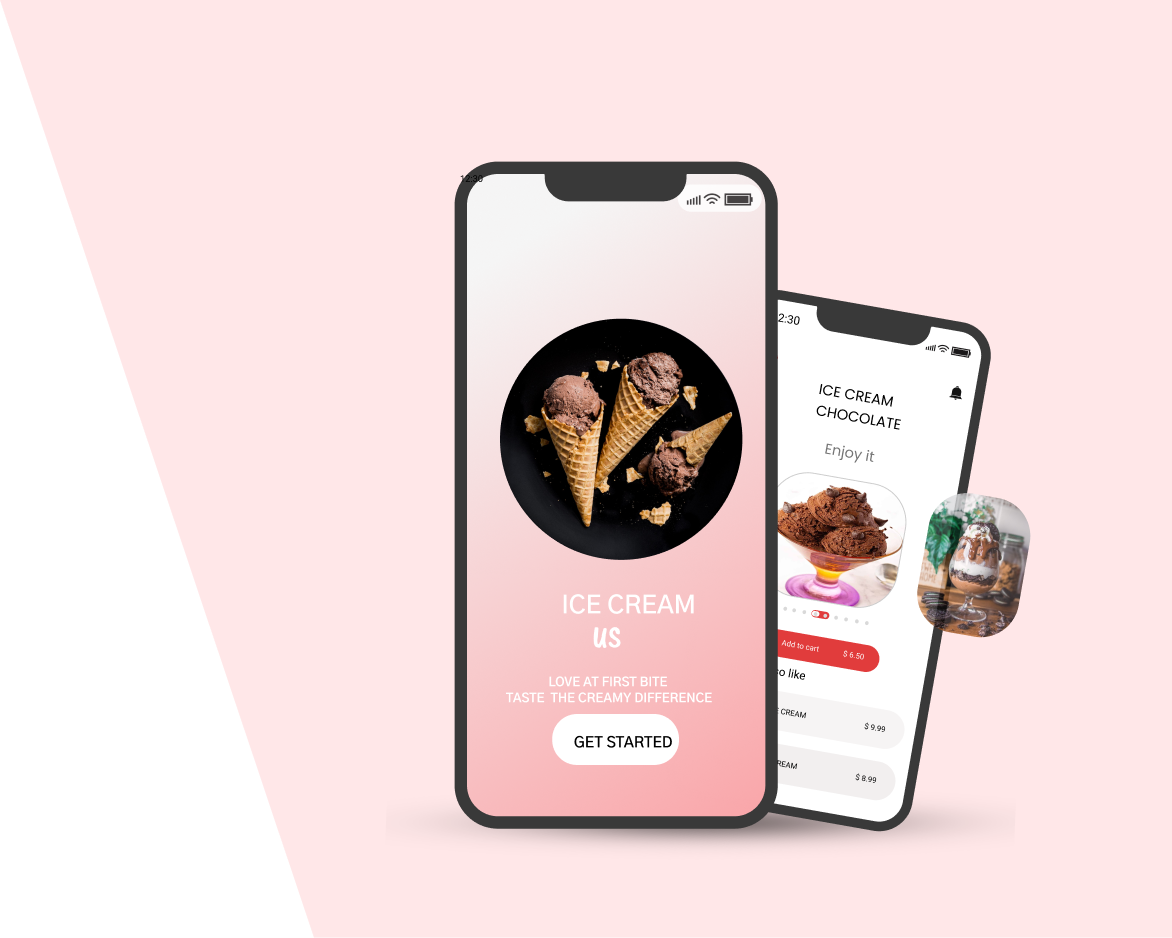 12:30
ICE CREAM
us
LOVE AT FIRST BITE
TASTE THE CREAMY DIFFERENCE
GET STARTED
2:30
ICE CREAM
CHOCOLATE
Enjoy it
Add to cart $ 6.50
o like
CREAM $ 9.99
REAM $ 8.99